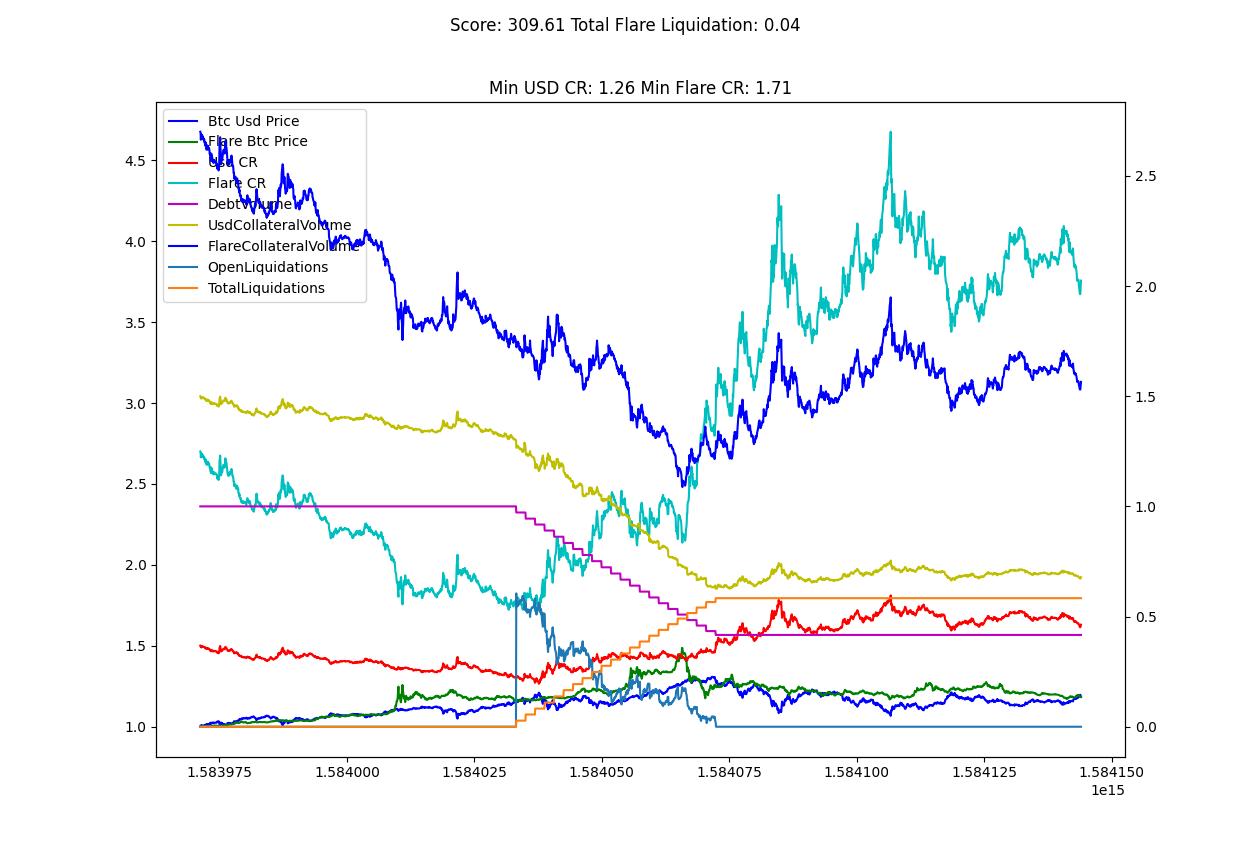 Score: 309.61 Total Flare Liquidation: 0.04
Min USD CR: 1.26 Min Flare CR: 1.71
Btc Usd Price
Flare Btc Price
Usd CR
Flare CR
DebtVolume
UsdCollateralVolume
FlareCollateralVolume
OpenLiquidations
TotalLiquidations
4.5
4.0
3.5
3.0
2.5
2.0
1.5
1.0
2.5
2.0
1.5
1.0
0.5
0.0
1.583975
1.584000
1.584025
1.584050
1.584075
1.584100
1.584125
1.584150
1e15